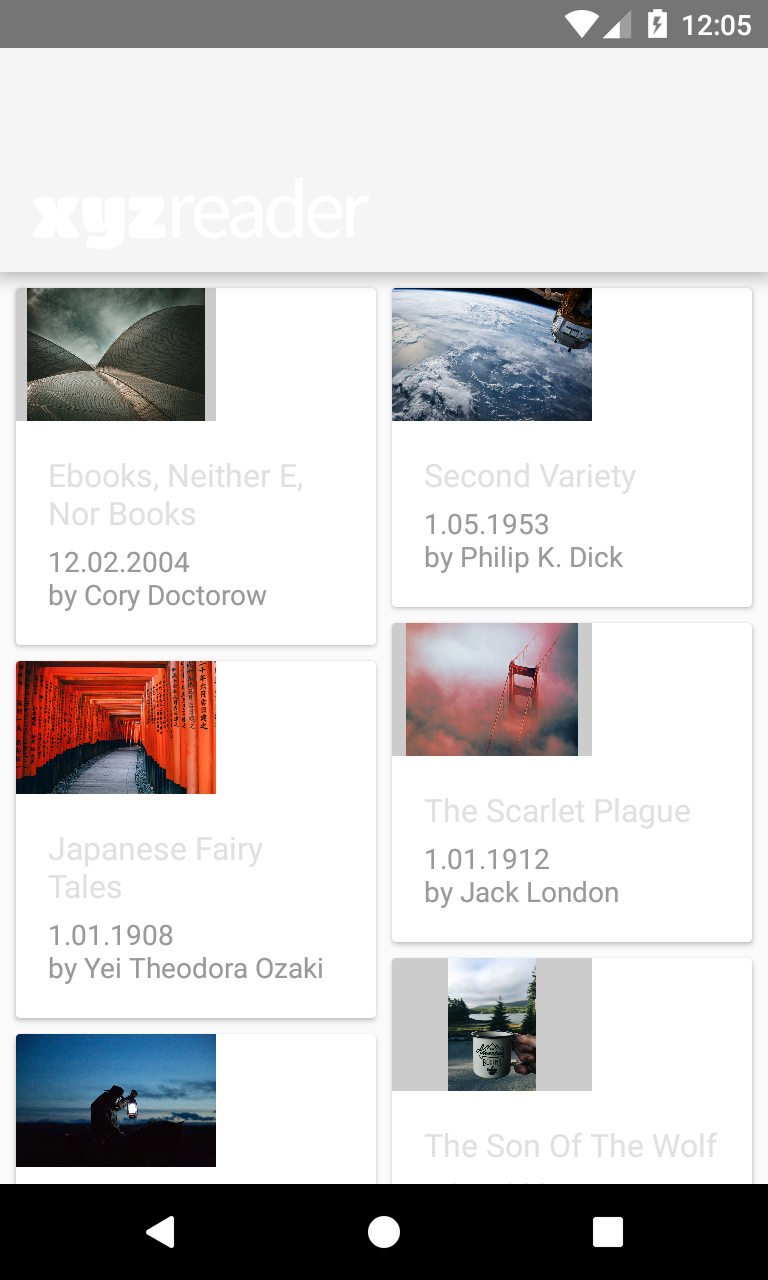 12:05
xyzreader
Ebooks, Neither E,
Nor Books
12.02.2004
by Cory Doctorow
Second Variety
1.05.1953
by Philip K. Dick
Japanese Fairy
Tales
1.01.1908
by Yei Theodora Ozaki
The Scarlet Plague
1.01.1912
by Jack London
The Son Of The Wolf